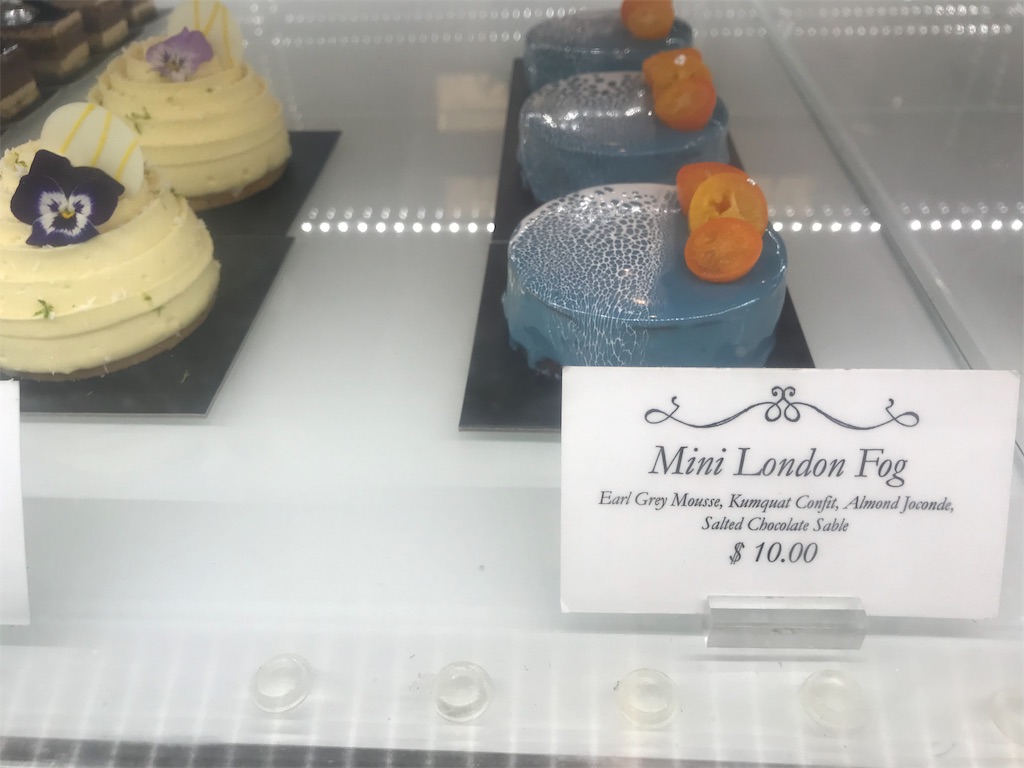 Mini London Fog
Earl Grey Mousse, Kumquat Confit, Almond Joconde,
Salted Chocolate Sable
$ 10.00